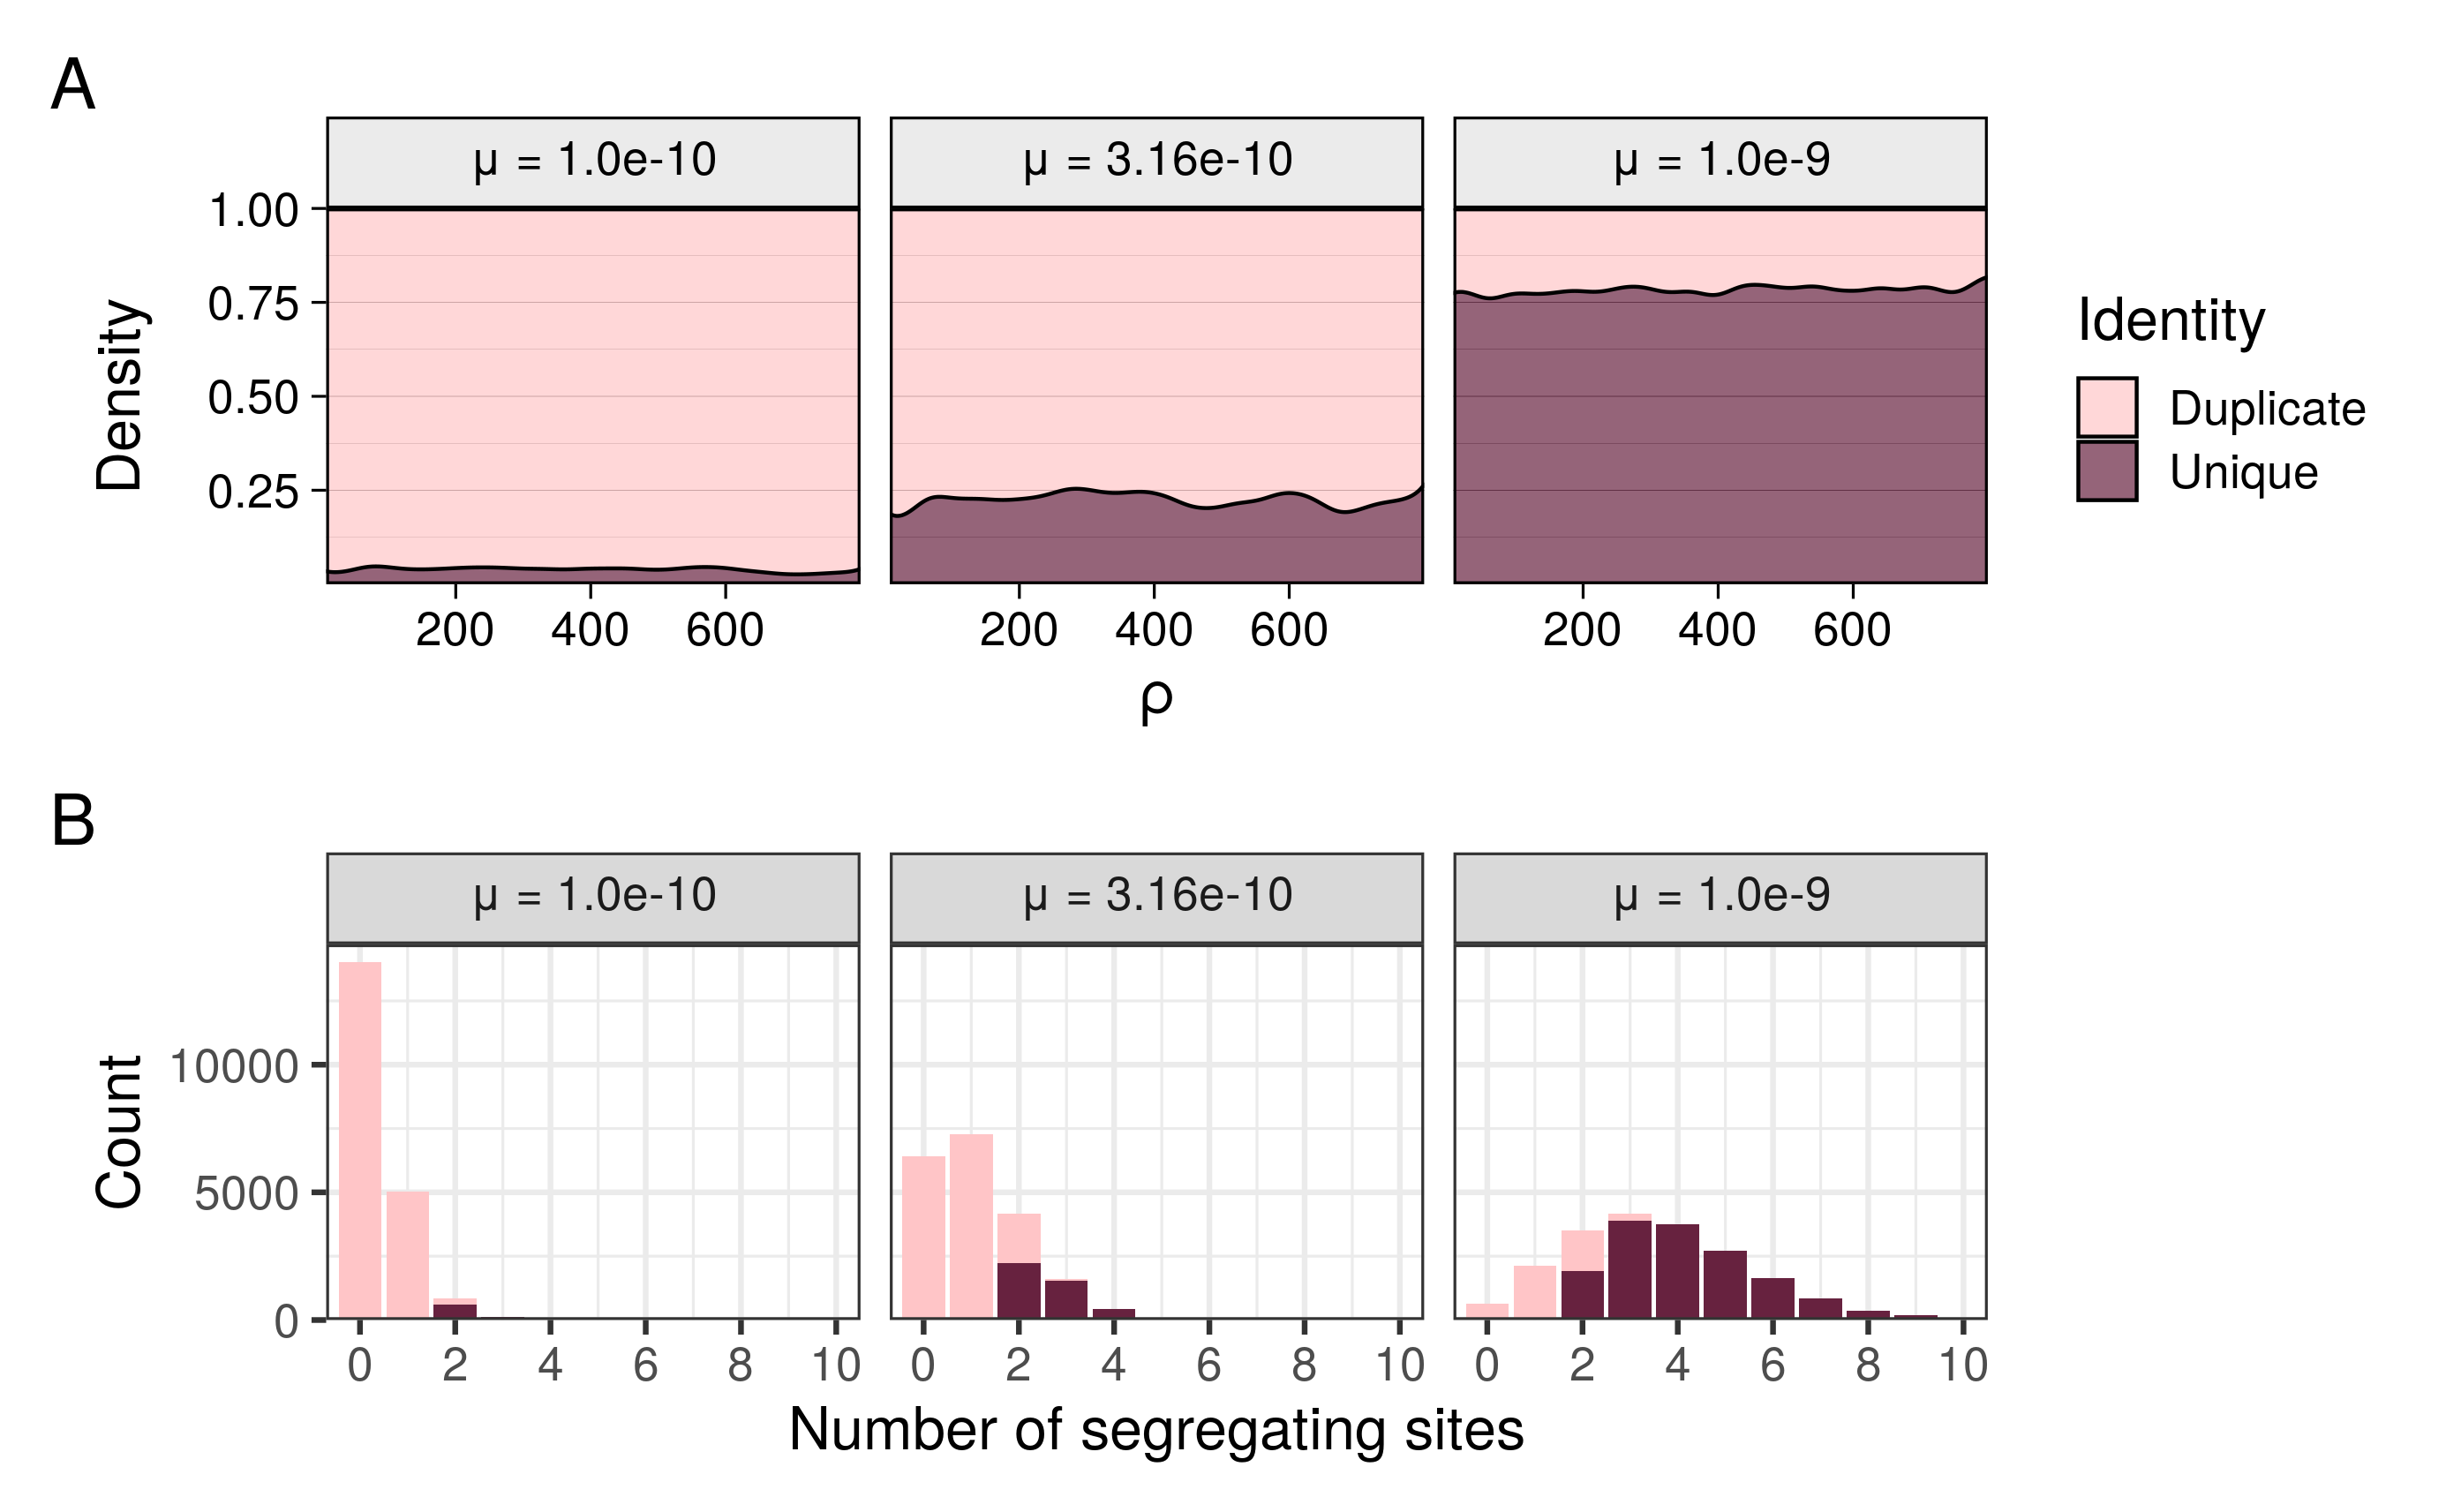 A
μ = 1.0e-10
μ = 3.16e-10
μ = 1.0e-9
Density
1.00
0.75
0.50
0.25
200 400 600
200 400 600
200 400 600
ρ
Identity
Duplicate
Unique
B
μ = 1.0e-10
μ = 3.16e-10
μ = 1.0e-9
Count
10000
5000
0
0 2 4 6 8 10
0 2 4 6 8 10
0 2 4 6 8 10
Number of segregating sites